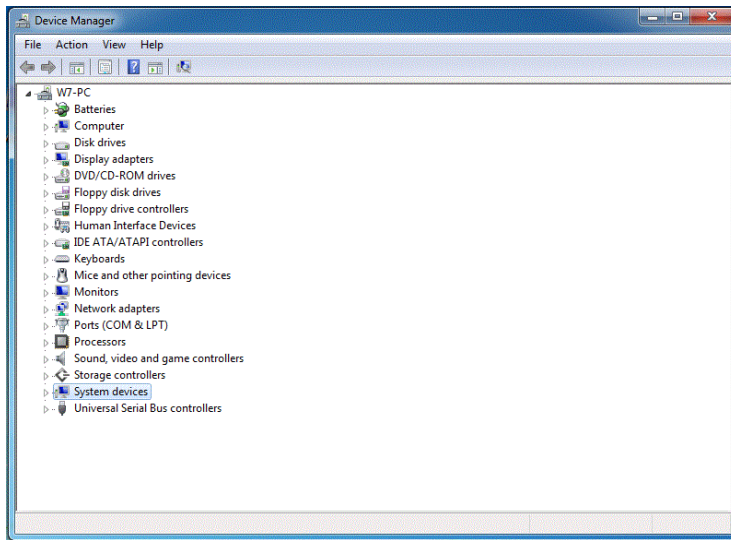 Device Manager
File Action View Help
W7-PC
Batteries
Computer
Disk drives
Display adapters
DVD/CD-ROM drives
Floppy disk drives
Floppy drive controllers
Human Interface Devices
IDE ATA/ATAPI controllers
Keyboards
Mice and other pointing devices
Monitors
Network adapters
Ports (COM & LPT)
Processors
Sound, video and game controllers
Storage controllers
System devices
Universal Serial Bus controllers